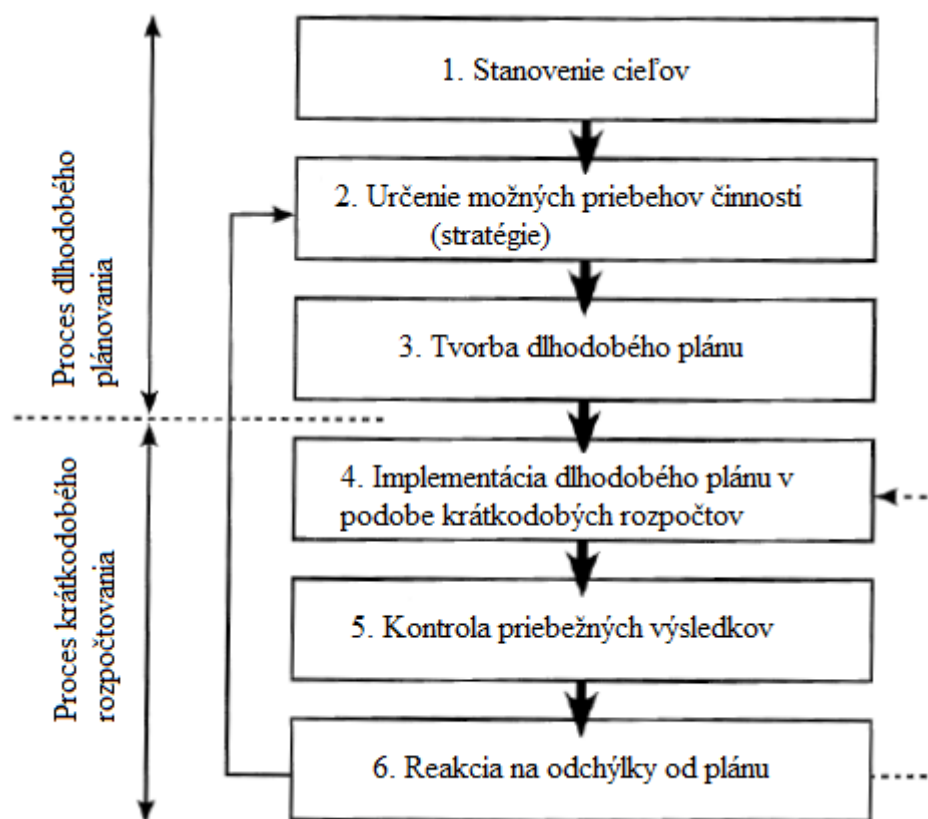 1. Stanovenie cieľov
2. Určenie možných priebehov činností
(stratégie)
3. Tvorba dlhodobého plánu
Proces dlhodobého
plánovania
4. Implementácia dlhodobého plánu v
podobe krátkodobých rozpočtov
5. Kontrola priebežných výsledkov
6. Reakcia na odchýlky od plánu
Proces krátkodobého
rozpočtovania